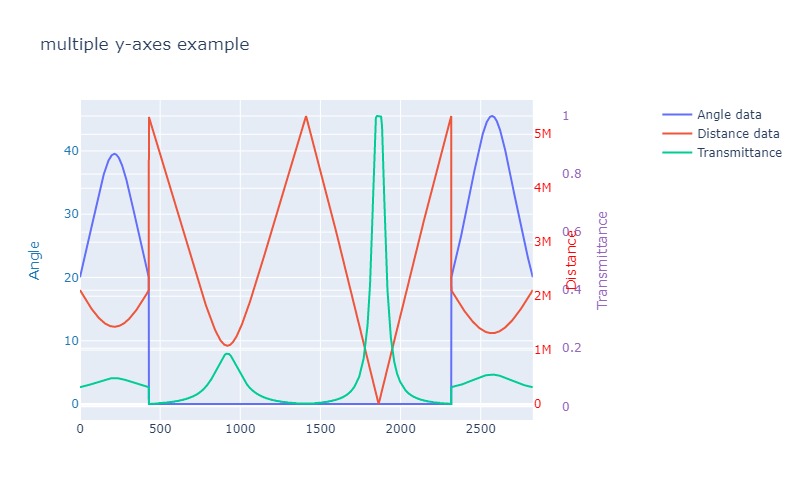 multiple y-axes example
Angle data
Distance data
Transmittance
Angle
40
30
20
10
0
0
500
1000
1500
2000
2500
5M
4M
3M
2M
1M
0
Distance
1
0.8
0.6
0.4
0.2
0
Transmittance